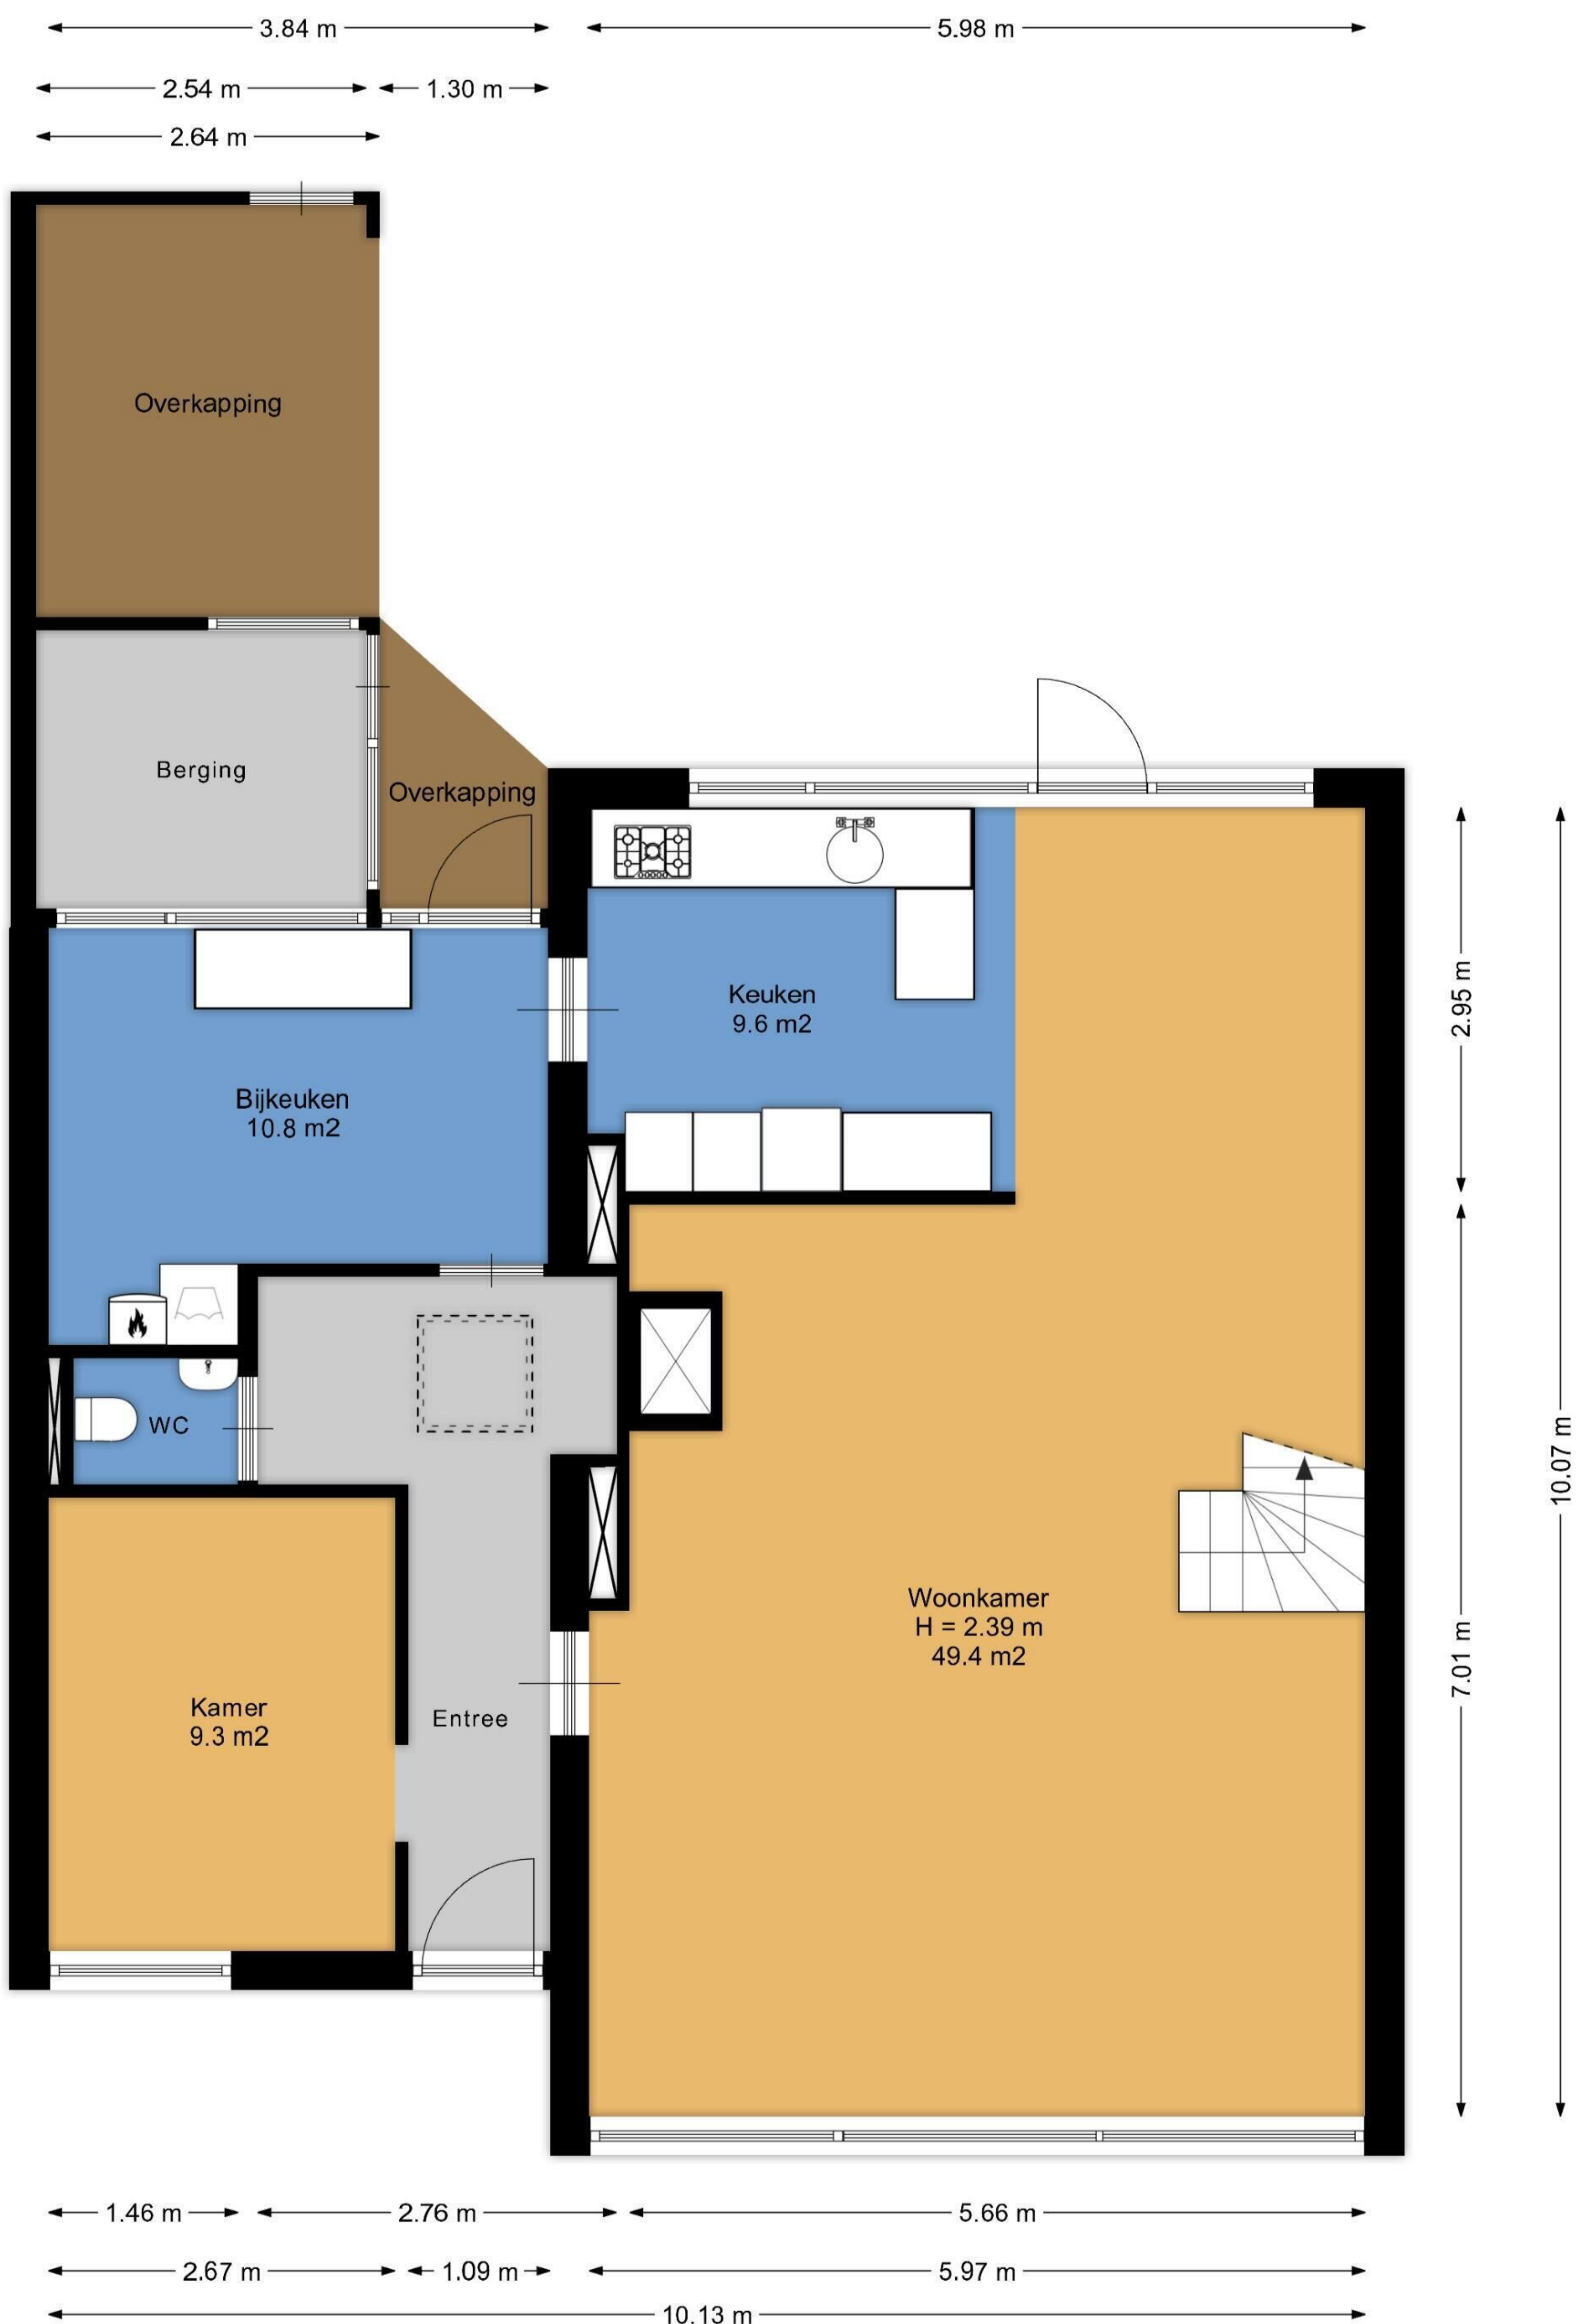 3.84 m
5.98 m
2.54 m
1.30 m
2.64 m
Overkapping
Berging
Overkapping
Keuken
9.6 m2
2.95 m
Bijkeuken
10.8 m2
WC
10.07 m
Woonkamer
H = 2.39 m
49.4 m2
7.01 m
Kamer
9.3 m2
Entree
1.46 m
2.76 m
5.66 m
2.67 m
1.09 m
5.97 m
10.13 m